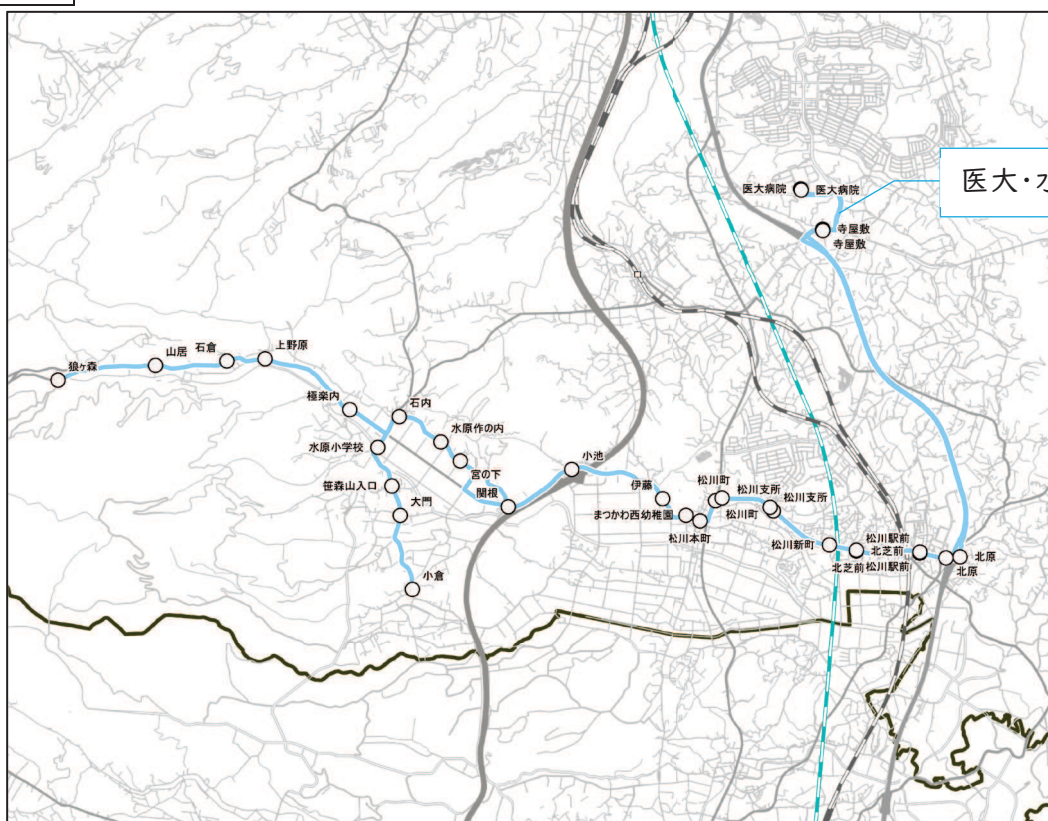 医大病院 医大病院
医大・水
寺屋敷
寺屋敷
狼ヶ森
山居
石倉
上野原
極楽内
石内
水原小学校
水原作の内
笹森山入口
宮の下
大門
関根
小倉
小池
伊藤
まつかわ西幼稚園
松川本町
松川町
松川町
松川支所
松川支所
松川新町
松川駅前
北芝前
北芝前
松川駅前
北原
北原